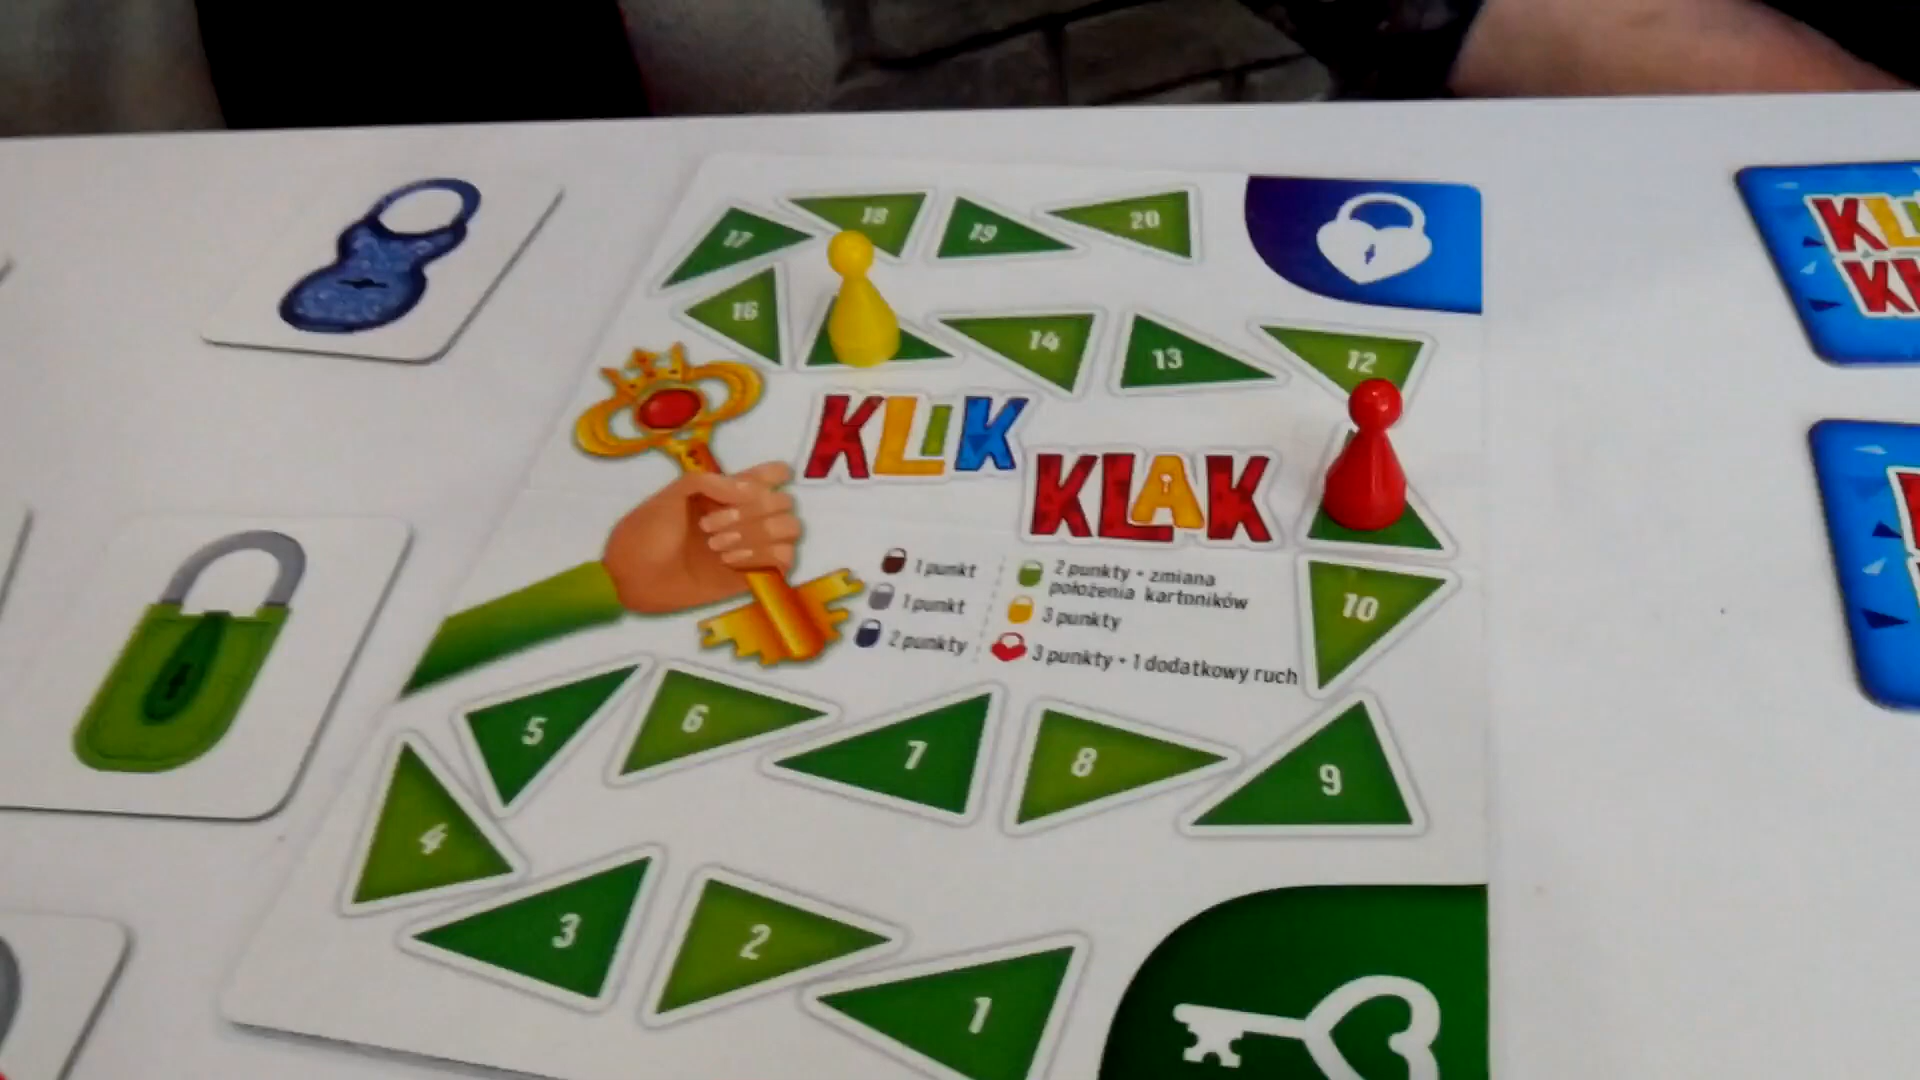 18
20
17
19
16
14
13
12
KLIK
KLAK
1 punkt
1 punkt
2 punkty
2 punkty + zmiana
położenia kartoników
3 punkty
3 punkty + 1 dodatkowy ruch
10
5
6
7
8
9
4
3
2
1